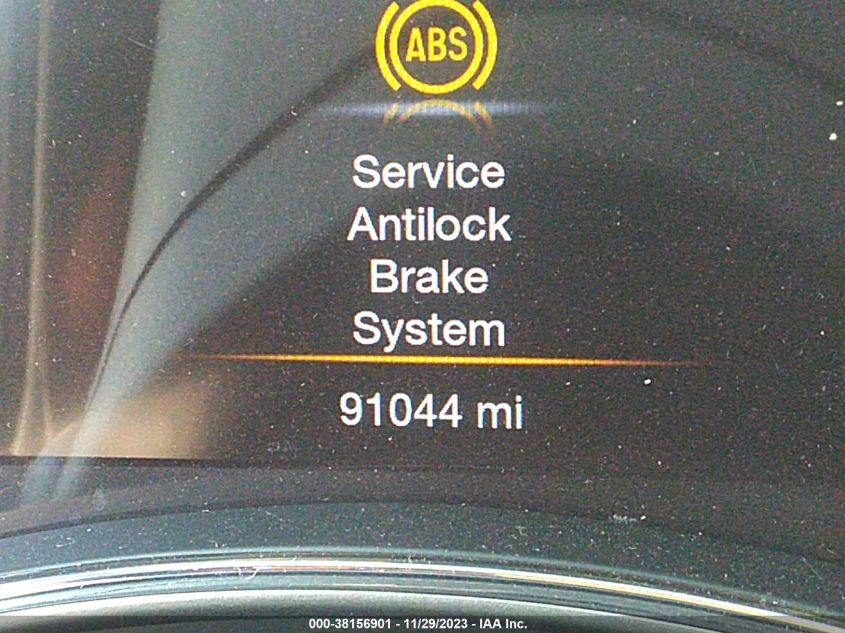 ABS
Service
Antilock
Brake
System
91044 mi
000-38156901 - 11/29/2023 - IAA Inc.